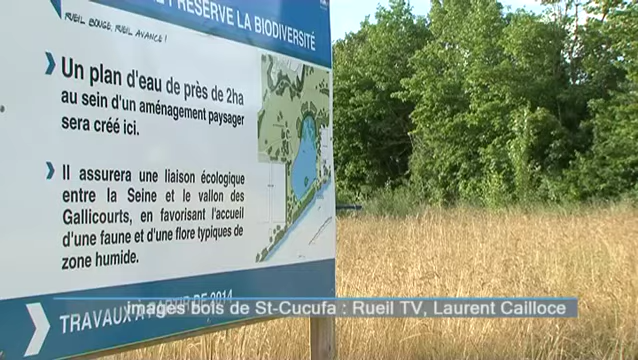 PRÉSERVE LA BIODIVERSITÉ
RUEIL BOUGE, RUEIL AVANCE !
Un plan d'eau de près de 2ha
au sein d'un aménagement paysager
sera créé ici.
Il assurera une liaison écologique
entre la Seine et le vallon des
Gallicourts, en favorisant l'accueil
d'une faune et d'une flore typiques de
zone humide.
TRAVAUX À PARTIR DE 2014
images bois de St-Cucufa : Rueil TV, Laurent Cailloce